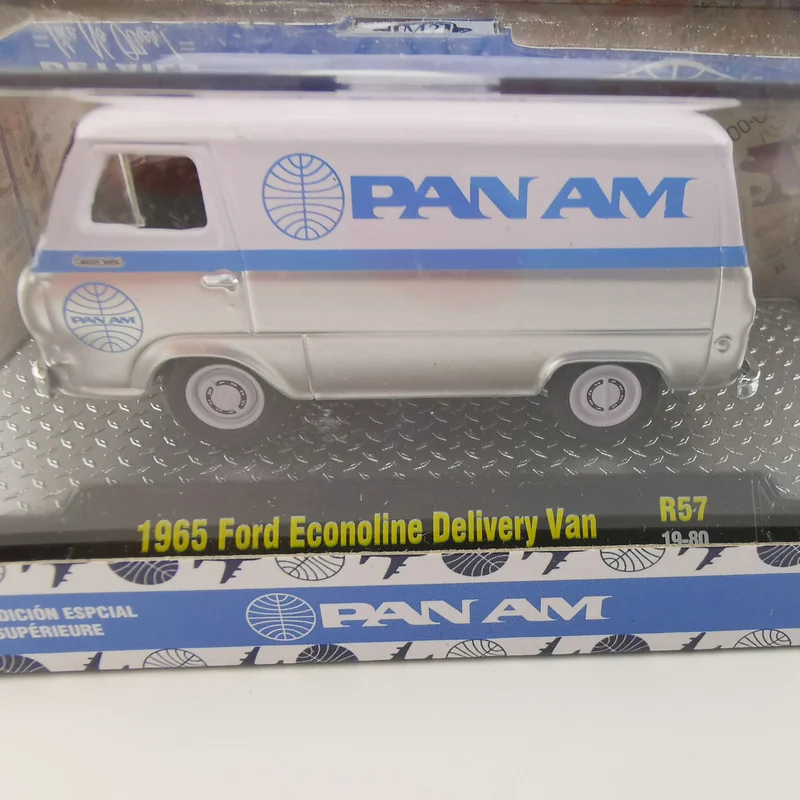 PAN AM
PAN AM
1965 Ford Econoline Delivery Van
R57
19-80
DICIÓN ESPCIAL
SUPÉRIEURE
PAN AM